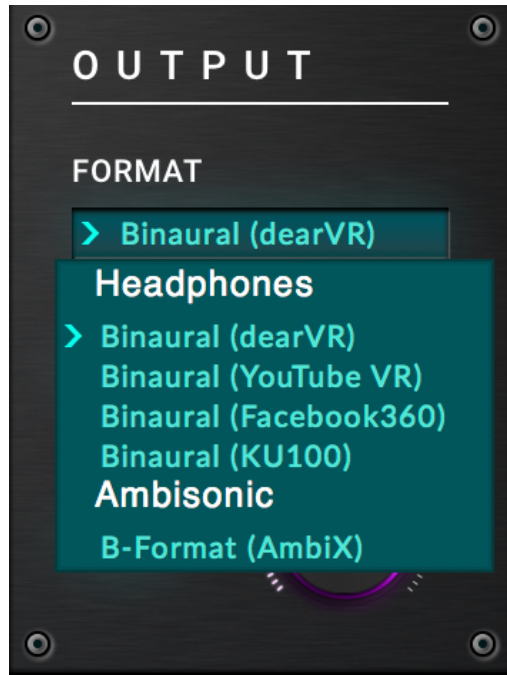 OUTPUT
FORMAT
Binaural (dearVR)
Headphones
Binaural (dearVR)
Binaural (YouTube VR)
Binaural (Facebook360)
Binaural (KU100)
Ambisonic
B-Format (AmbiX)